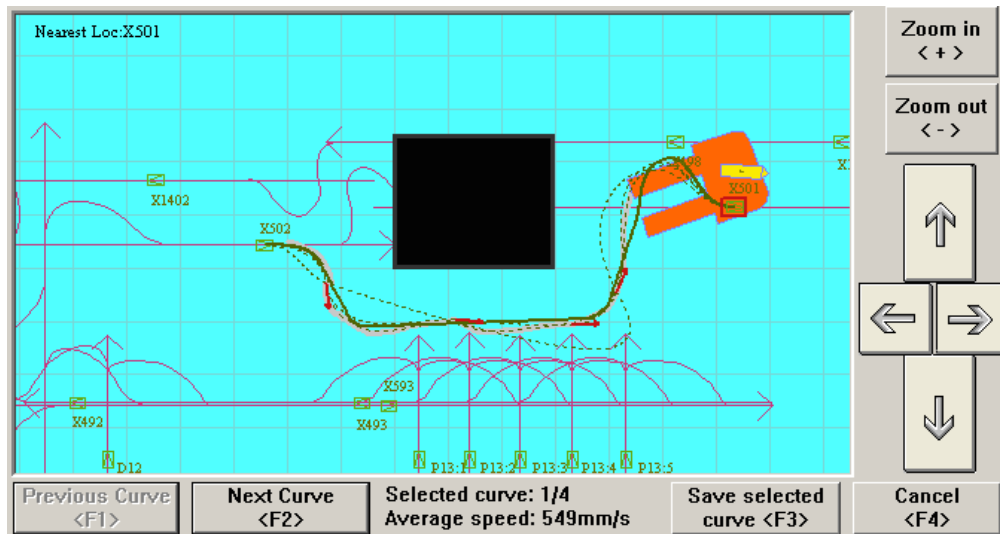 Nearest Loc:X501
Zoom in
< + >
Zoom out
< - >
X498
X501
X1402
X502
X593
X492
X493
D12
P13:1
P13:2
P13:3
P13:4
P13:5
Previous Curve
<F1>
Next Curve
<F2>
Selected curve: 1/4
Average speed: 549mm/s
Save selected
curve <F3>
Cancel
<F4>